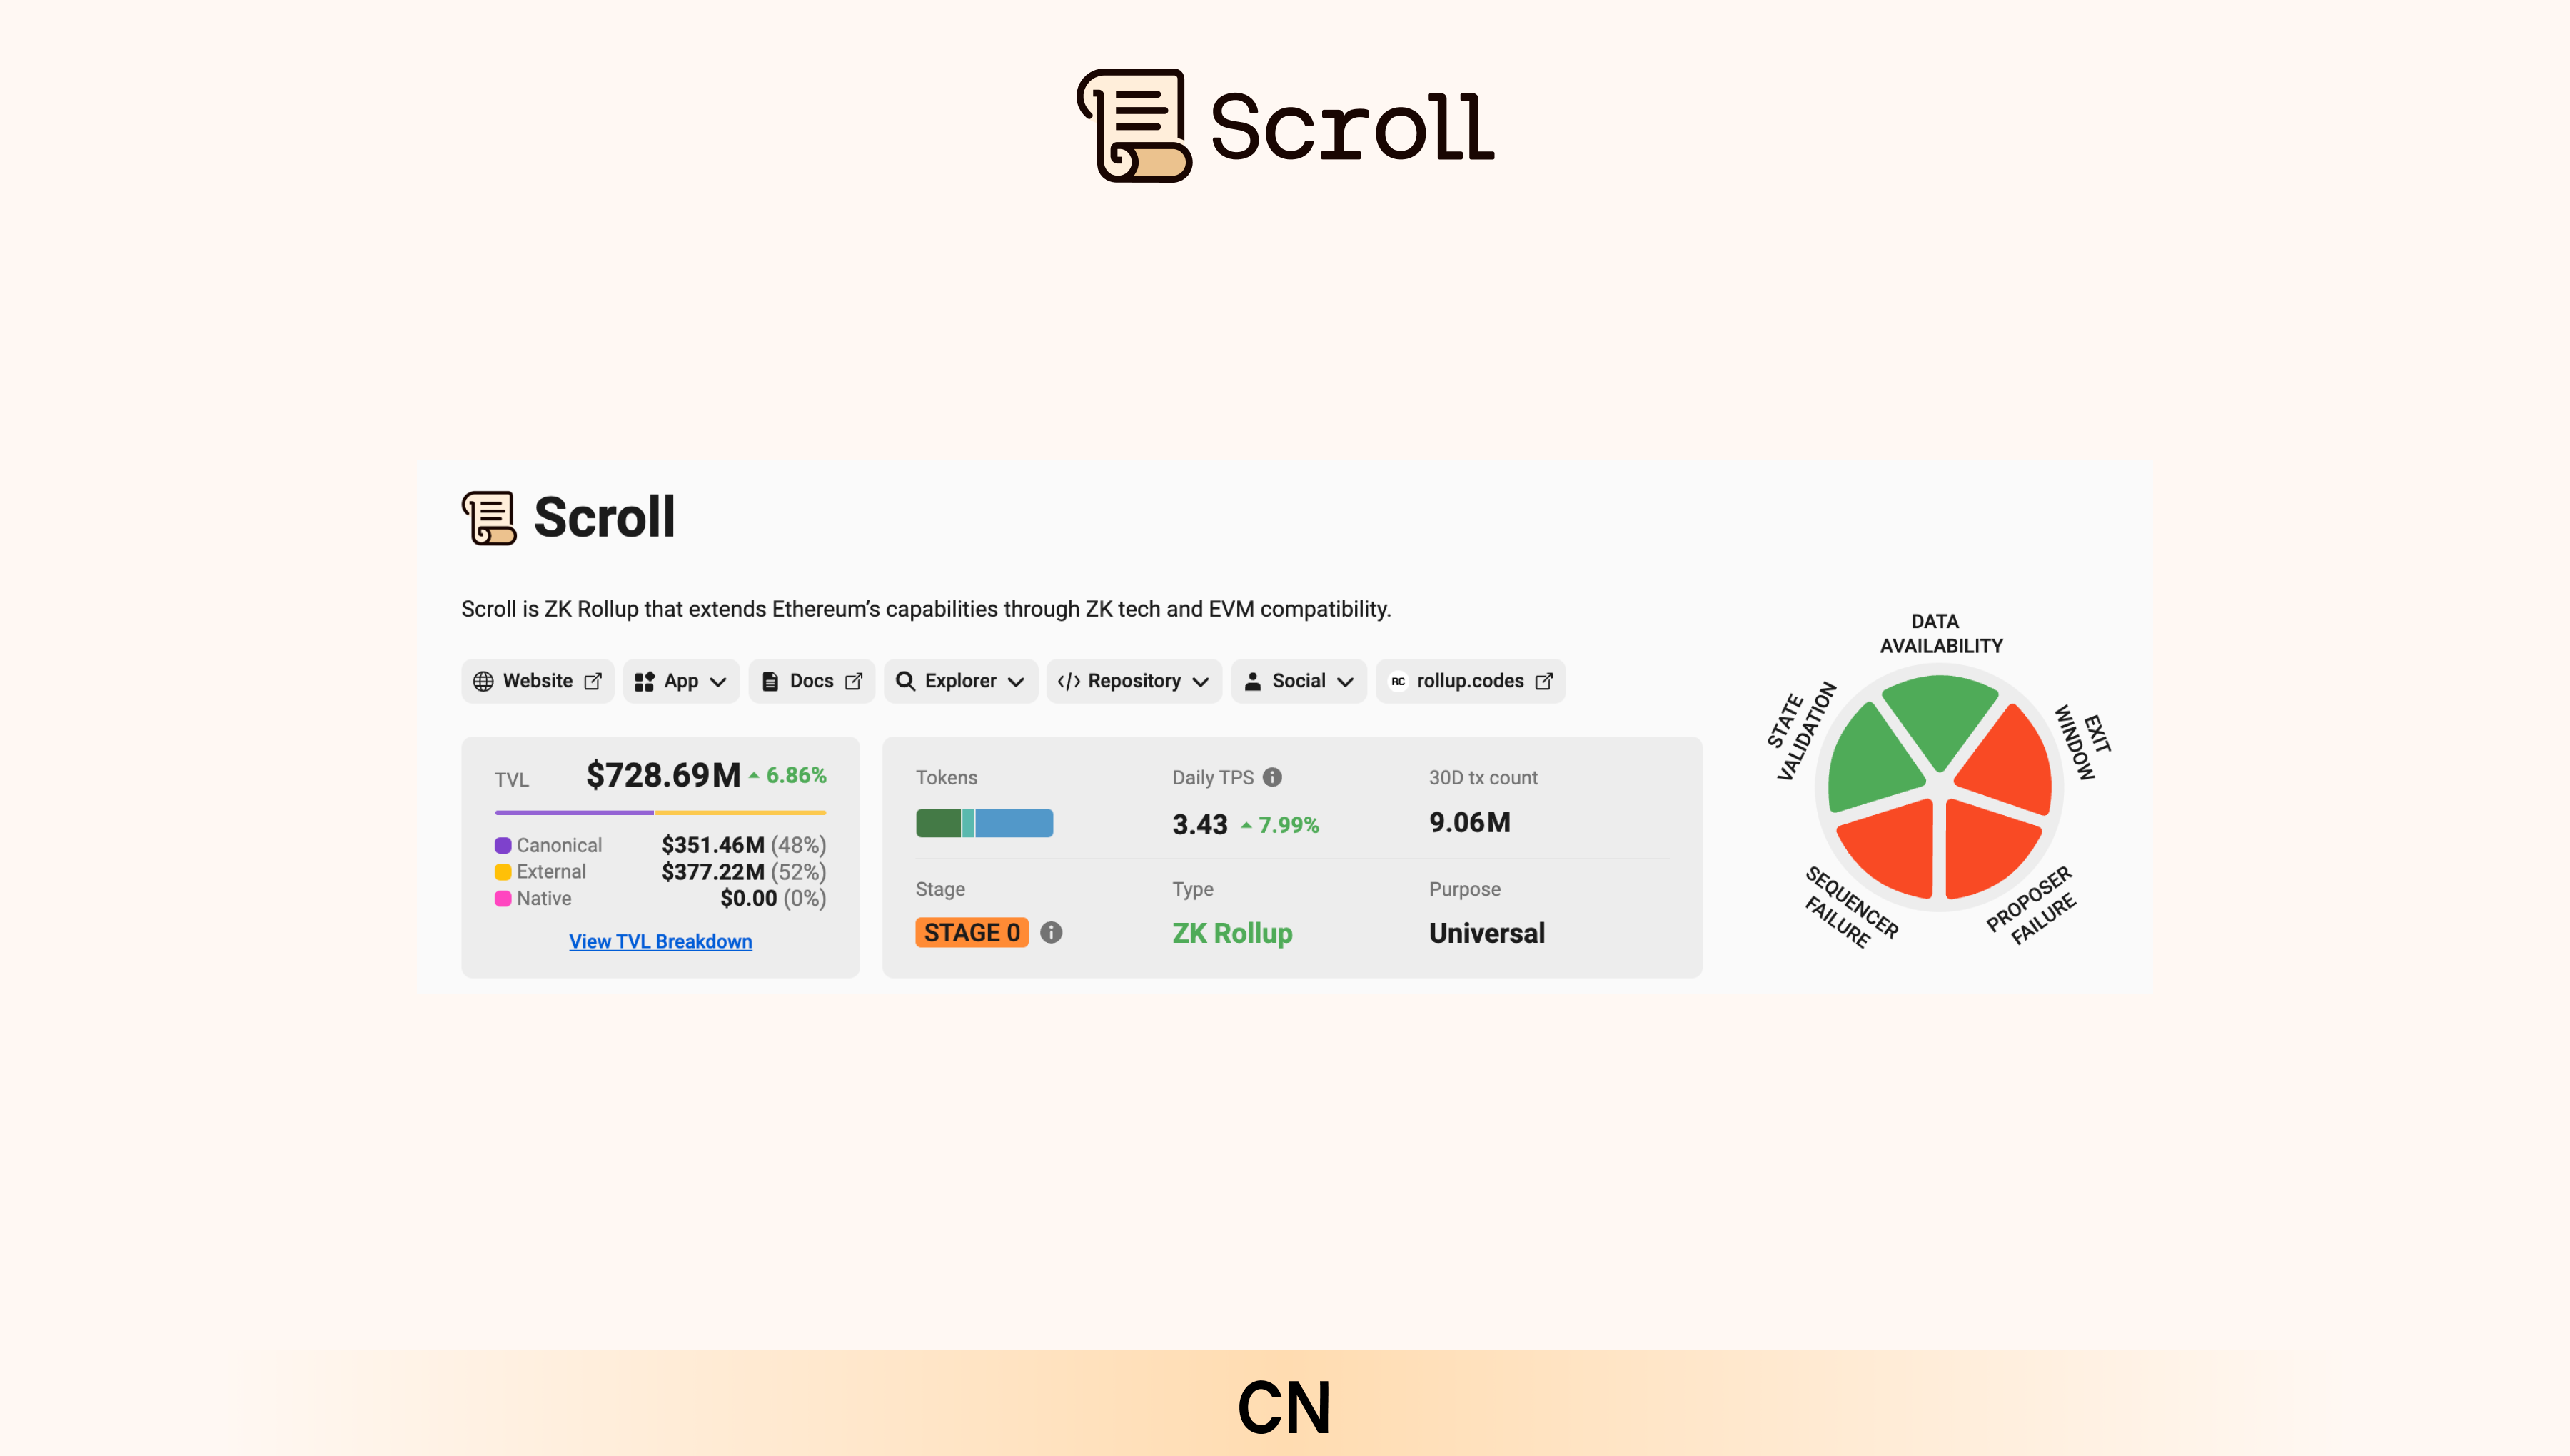 Scroll
Scroll
Scroll is ZK Rollup that extends Ethereum’s capabilities through ZK tech and EVM compatibility.
Website
App
Docs
Explorer
</> Repository
Social
RC rollup.codes
TVL $728.69M 6.86%
Canonical $351.46M (48%)
External $377.22M (52%)
Native $0.00 (0%)
View TVL Breakdown
Tokens
Daily TPS
3.43 7.99%
30D tx count
9.06M
Stage
STAGE 0
Type
ZK Rollup
Purpose
Universal
DATA
AVAILABILITY
STATE
VALIDATION
EXIT
WINDOW
SEQUENCER
FAILURE
PROPOSER
FAILURE
CN